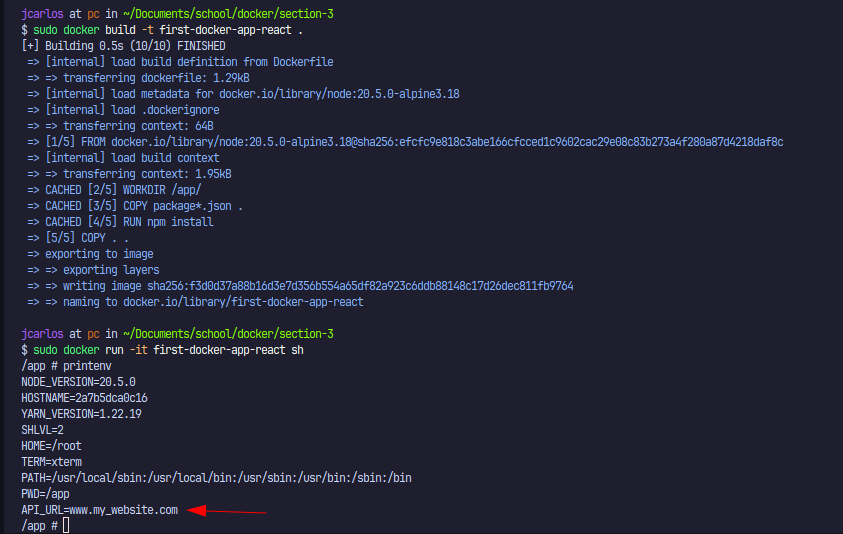 jcarlos at pc in ~/Documents/school/docker/section-3
$ sudo docker build -t first-docker-app-react .
[+] Building 0.5s (10/10) FINISHED
=> [internal] load build definition from Dockerfile
=> => transferring dockerfile: 1.29kB
=> [internal] load metadata for docker.io/library/node:20.5.0-alpine3.18
=> [internal] load .dockerignore
=> => transferring context: 64B
=> [1/5] FROM docker.io/library/node:20.5.0-alpine3.18@sha256:efcfc9e818c3abe166cfcced1c9602cac29e08c83b273a4f280a87d4218daf8c
=> [internal] load build context
=> => transferring context: 1.95kB
=> CACHED [2/5] WORKDIR /app/
=> CACHED [3/5] COPY package*.json .
=> CACHED [4/5] RUN npm install
=> [5/5] COPY . .
=> exporting to image
=> => exporting layers
=> => writing image sha256:f3d0d37a88b16d3e7d356b554a65df82a923c6ddb88148c17d26dec811fb9764
=> => naming to docker.io/library/first-docker-app-react
jcarlos at pc in ~/Documents/school/docker/section-3
$ sudo docker run -it first-docker-app-react sh
/app # printenv
NODE_VERSION=20.5.0
HOSTNAME=2a7b5dca0c16
YARN_VERSION=1.22.19
SHLVL=2
HOME=/root
TERM=xterm
PATH=/usr/local/sbin:/usr/local/bin:/usr/sbin:/usr/bin:/sbin:/bin
PWD=/app
API_URL=www.my_website.com
/app #